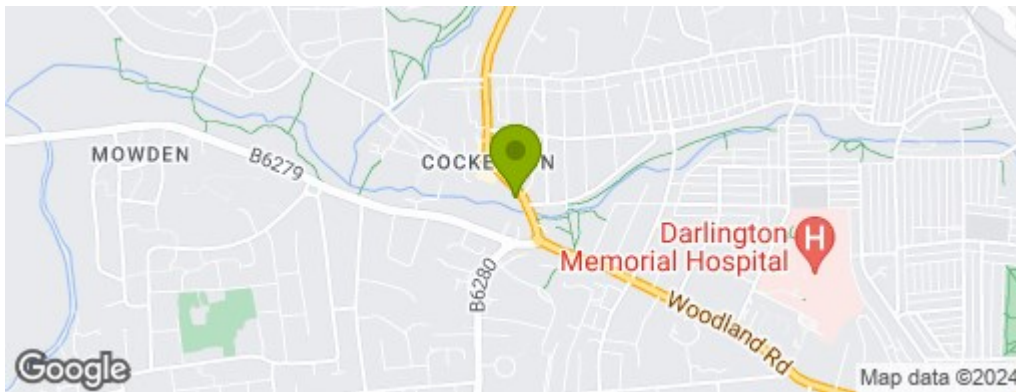 MOWDEN
B6279
COCKE
N
Darlington
Memorial Hospital
H
B6280
Woodland Rd
Google
Map data ©2024